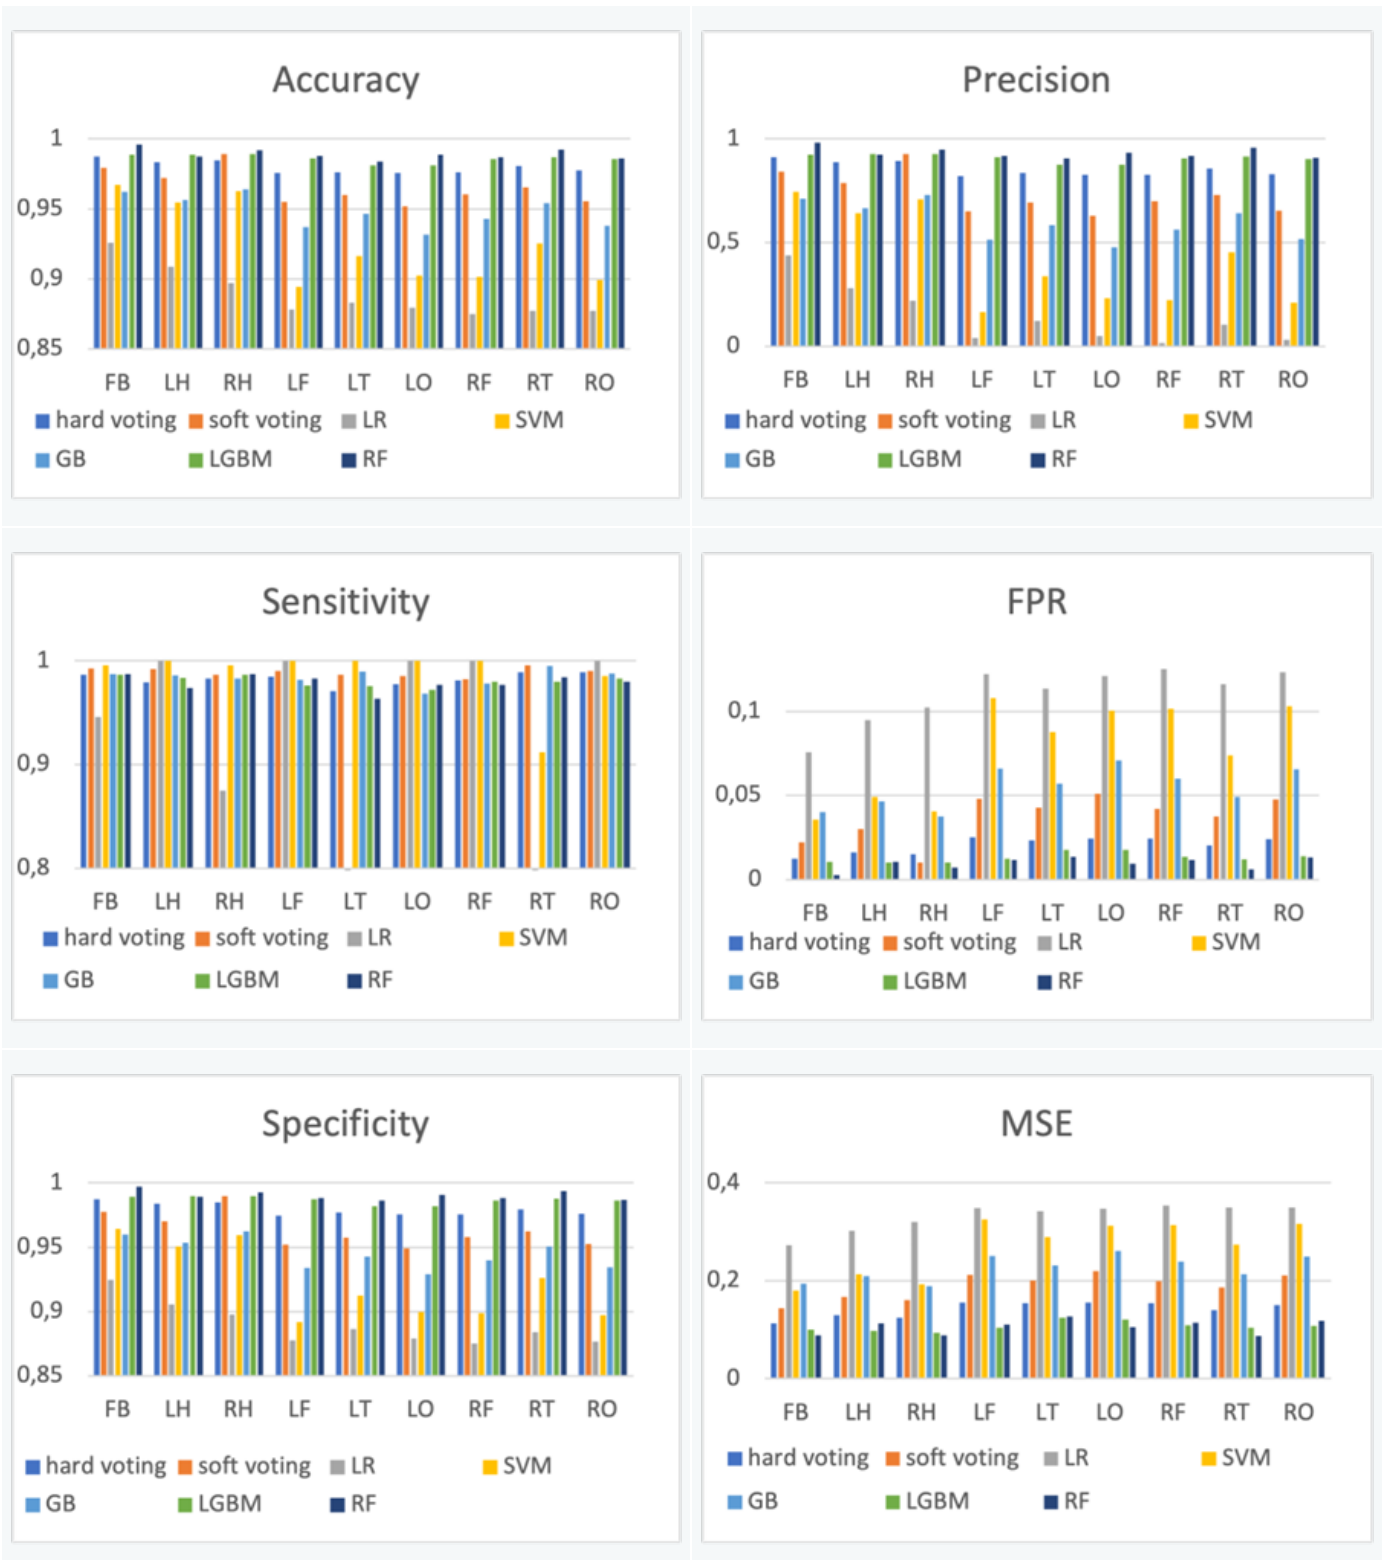 Accuracy
1
0,95
0,9
0,85
FB LH RH LF LT LO RF RT RO
hard voting soft voting LR SVM
GB LGBM RF
Precision
1
0,5
0
FB LH RH LF LT LO RF RT RO
hard voting soft voting LR SVM
GB LGBM RF
Sensitivity
1
0,9
0,8
FB LH RH LF LT LO RF RT RO
hard voting soft voting LR SVM
GB LGBM RF
FPR
0,1
0,05
0
FB LH RH LF LT LO RF RT RO
hard voting soft voting LR SVM
GB LGBM RF
Specificity
1
0,95
0,9
0,85
FB LH RH LF LT LO RF RT RO
hard voting soft voting LR SVM
GB LGBM RF
MSE
0,4
0,2
0
FB LH RH LF LT LO RF RT RO
hard voting soft voting LR SVM
GB LGBM RF